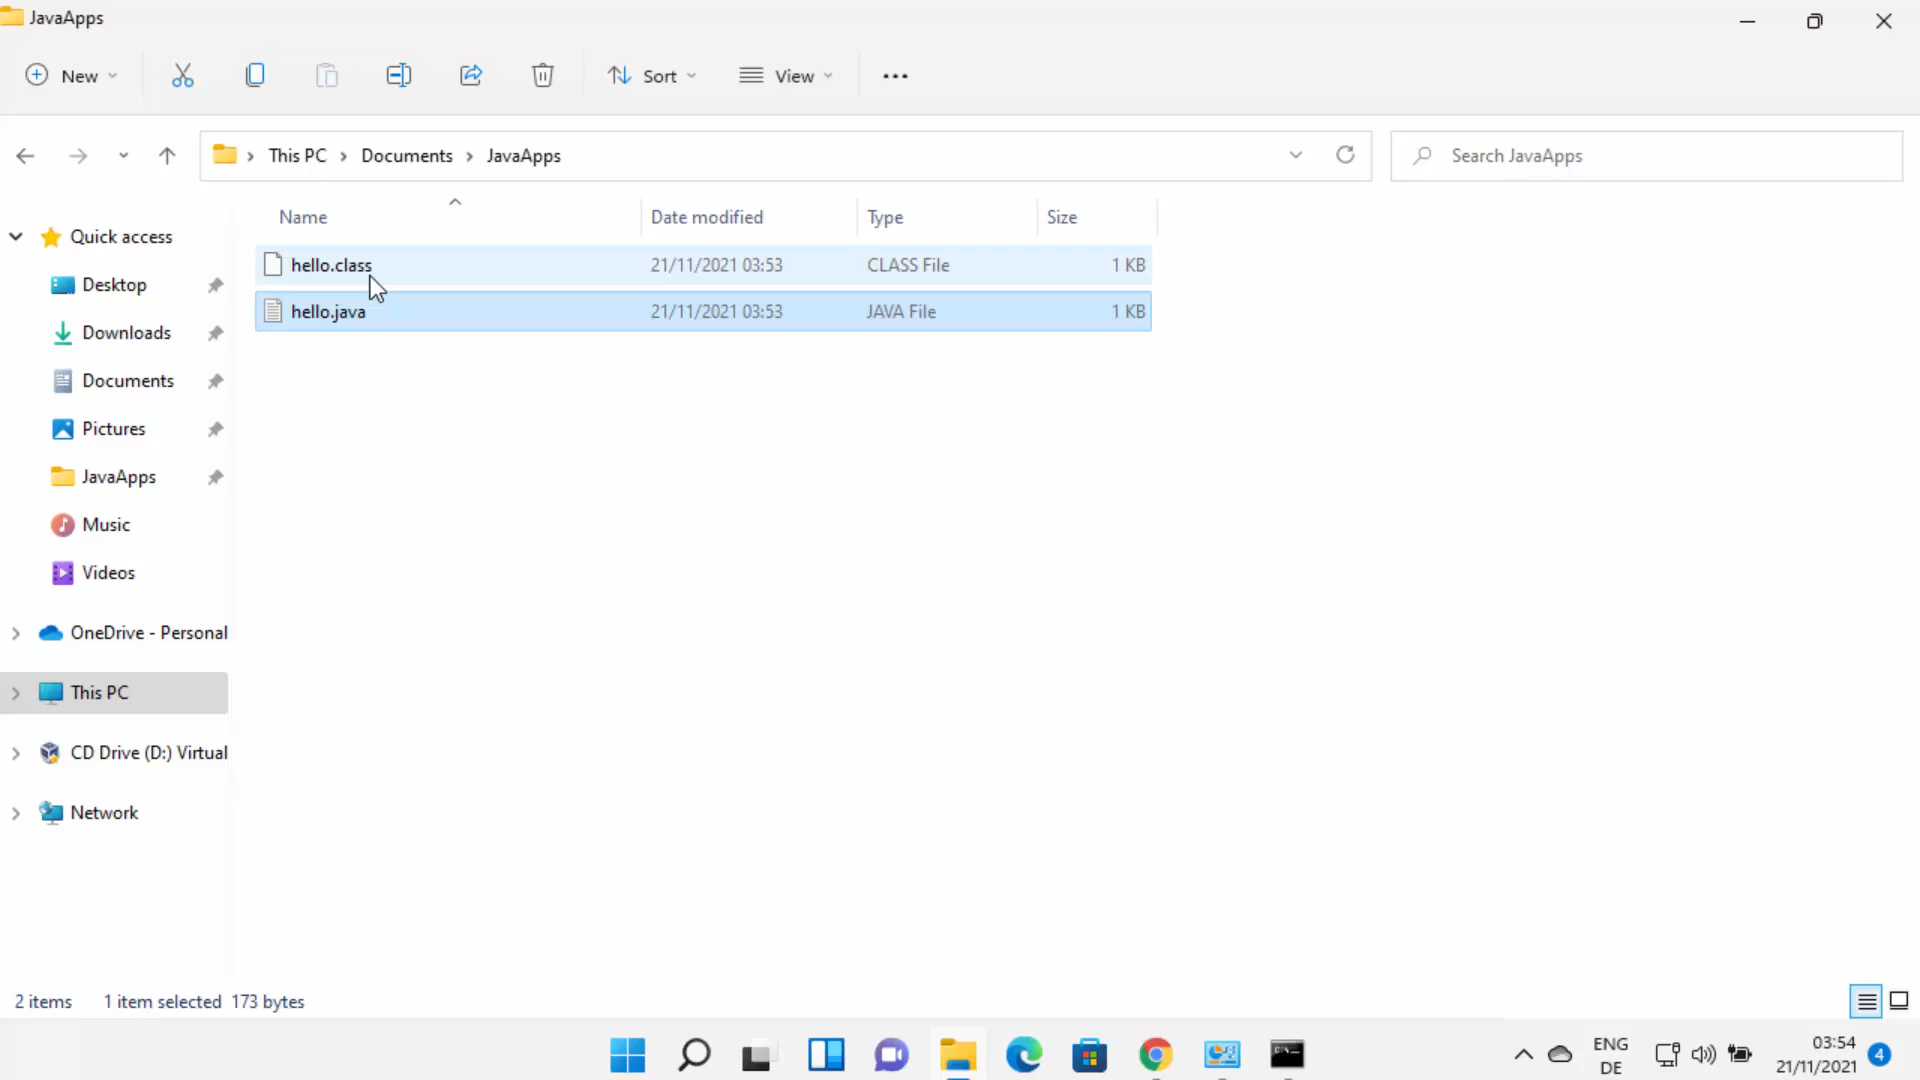 JavaApps
New
Sort
View
This PC
Documents
JavaApps
Search JavaApps
Name
Date modified
Type
Size
Quick access
hello.class
21/11/2021 03:53
CLASS File
1 KB
Desktop
hello.java
21/11/2021 03:53
JAVA File
1 KB
Downloads
Documents
Pictures
JavaApps
Music
Videos
OneDrive - Personal
This PC
CD Drive (D:) Virtual
Network
2 items
1 item selected 173 bytes
ENG
DE
03:54
21/11/2021
4